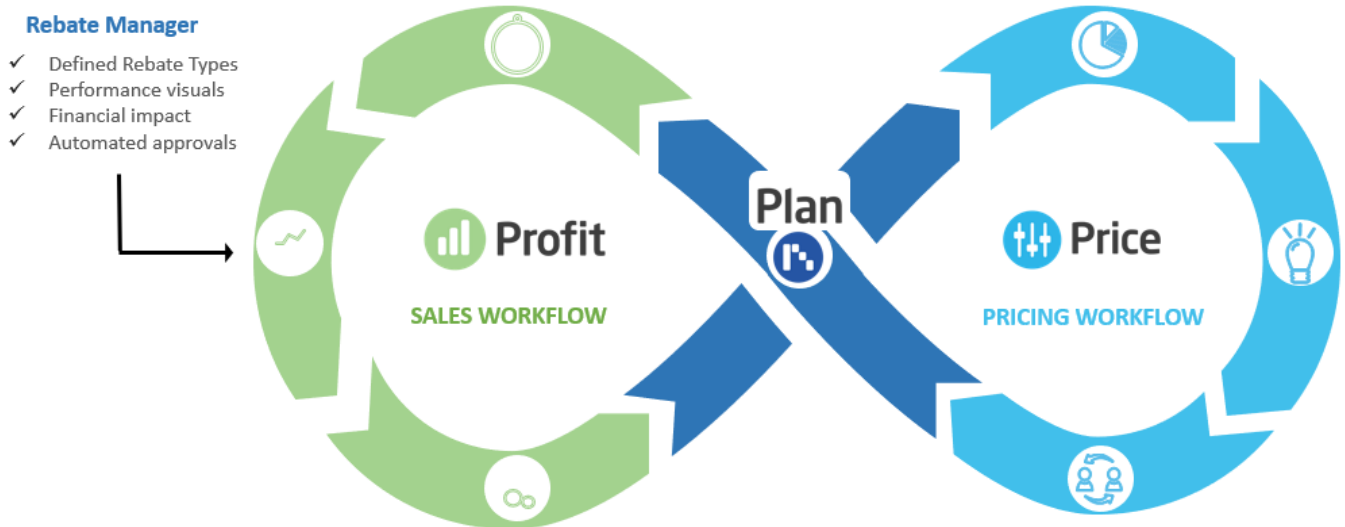 Rebate Manager
✓ Defined Rebate Types
✓ Performance visuals
✓ Financial impact
✓ Automated approvals
Plan
Profit
SALES WORKFLOW
Price
PRICING WORKFLOW